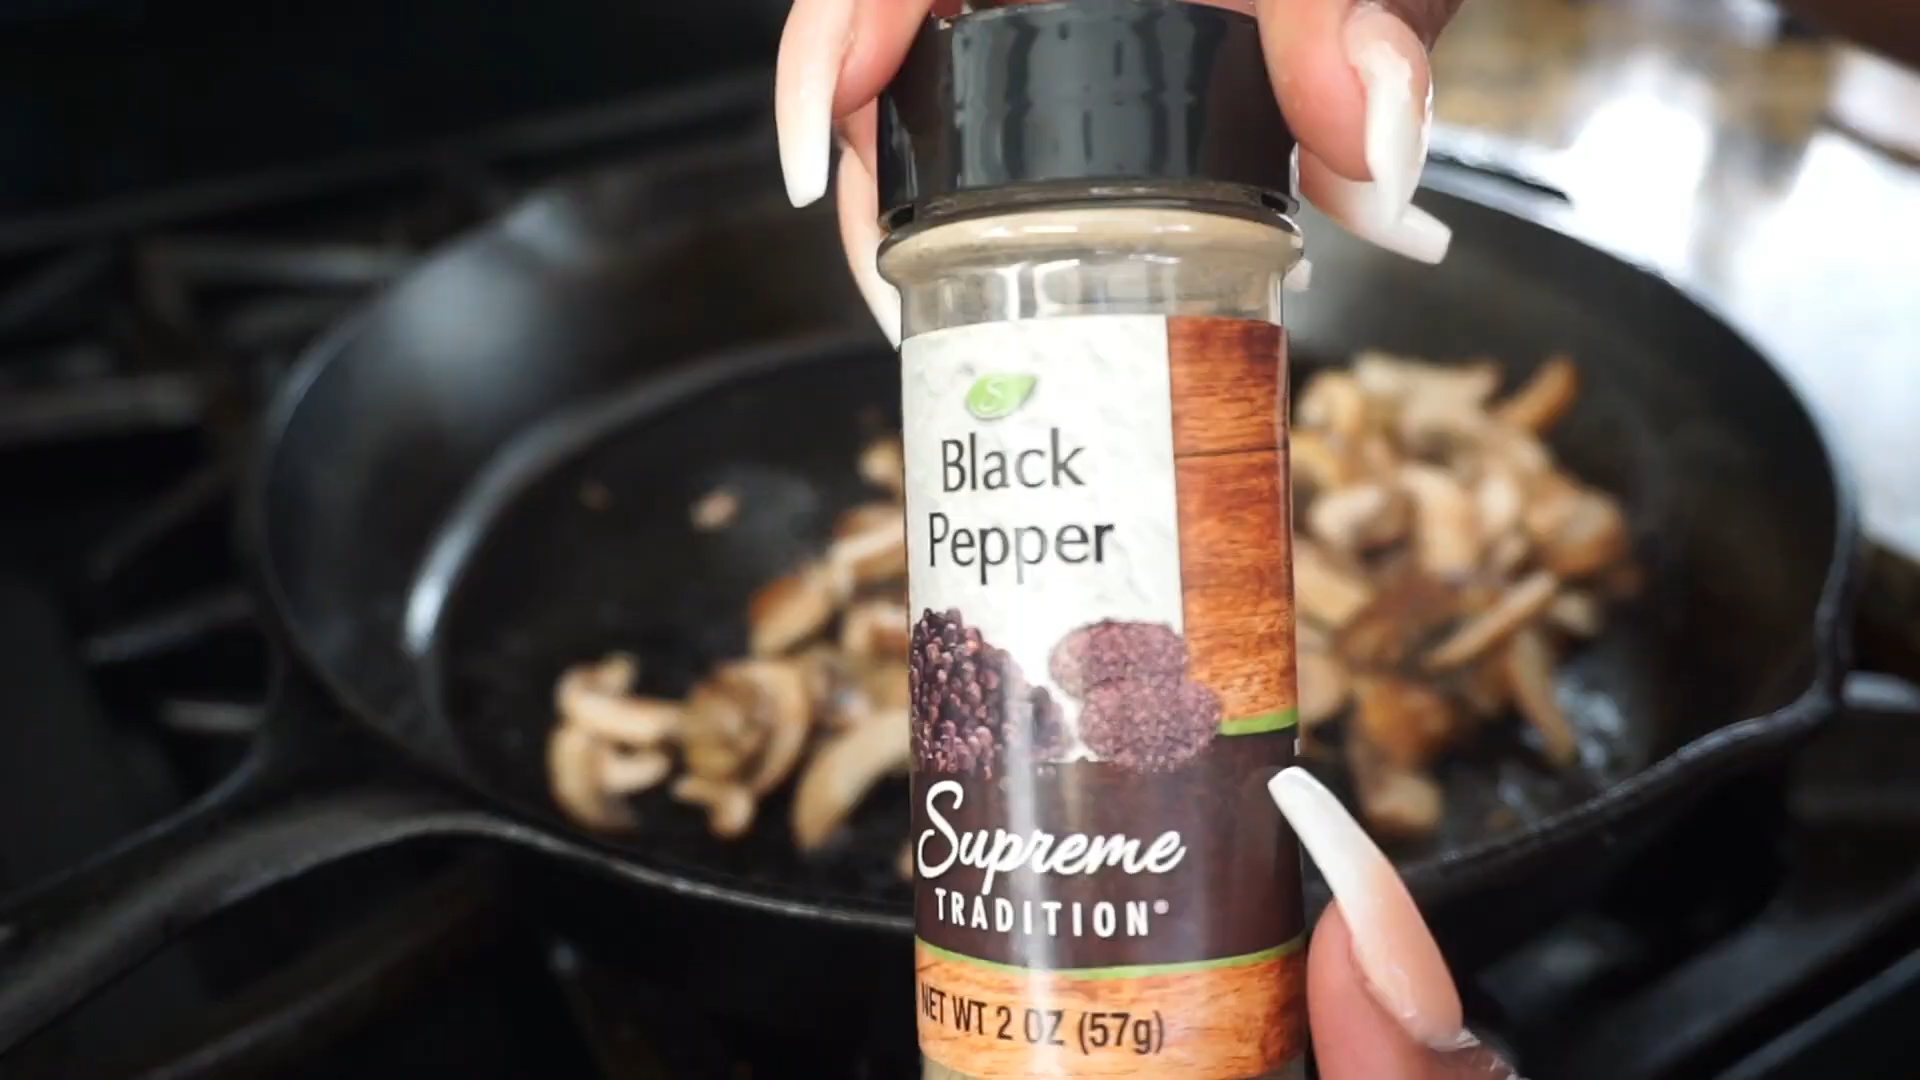 S
Black
Pepper
Supreme
TRADITION®
NET WT 2 OZ (57g)